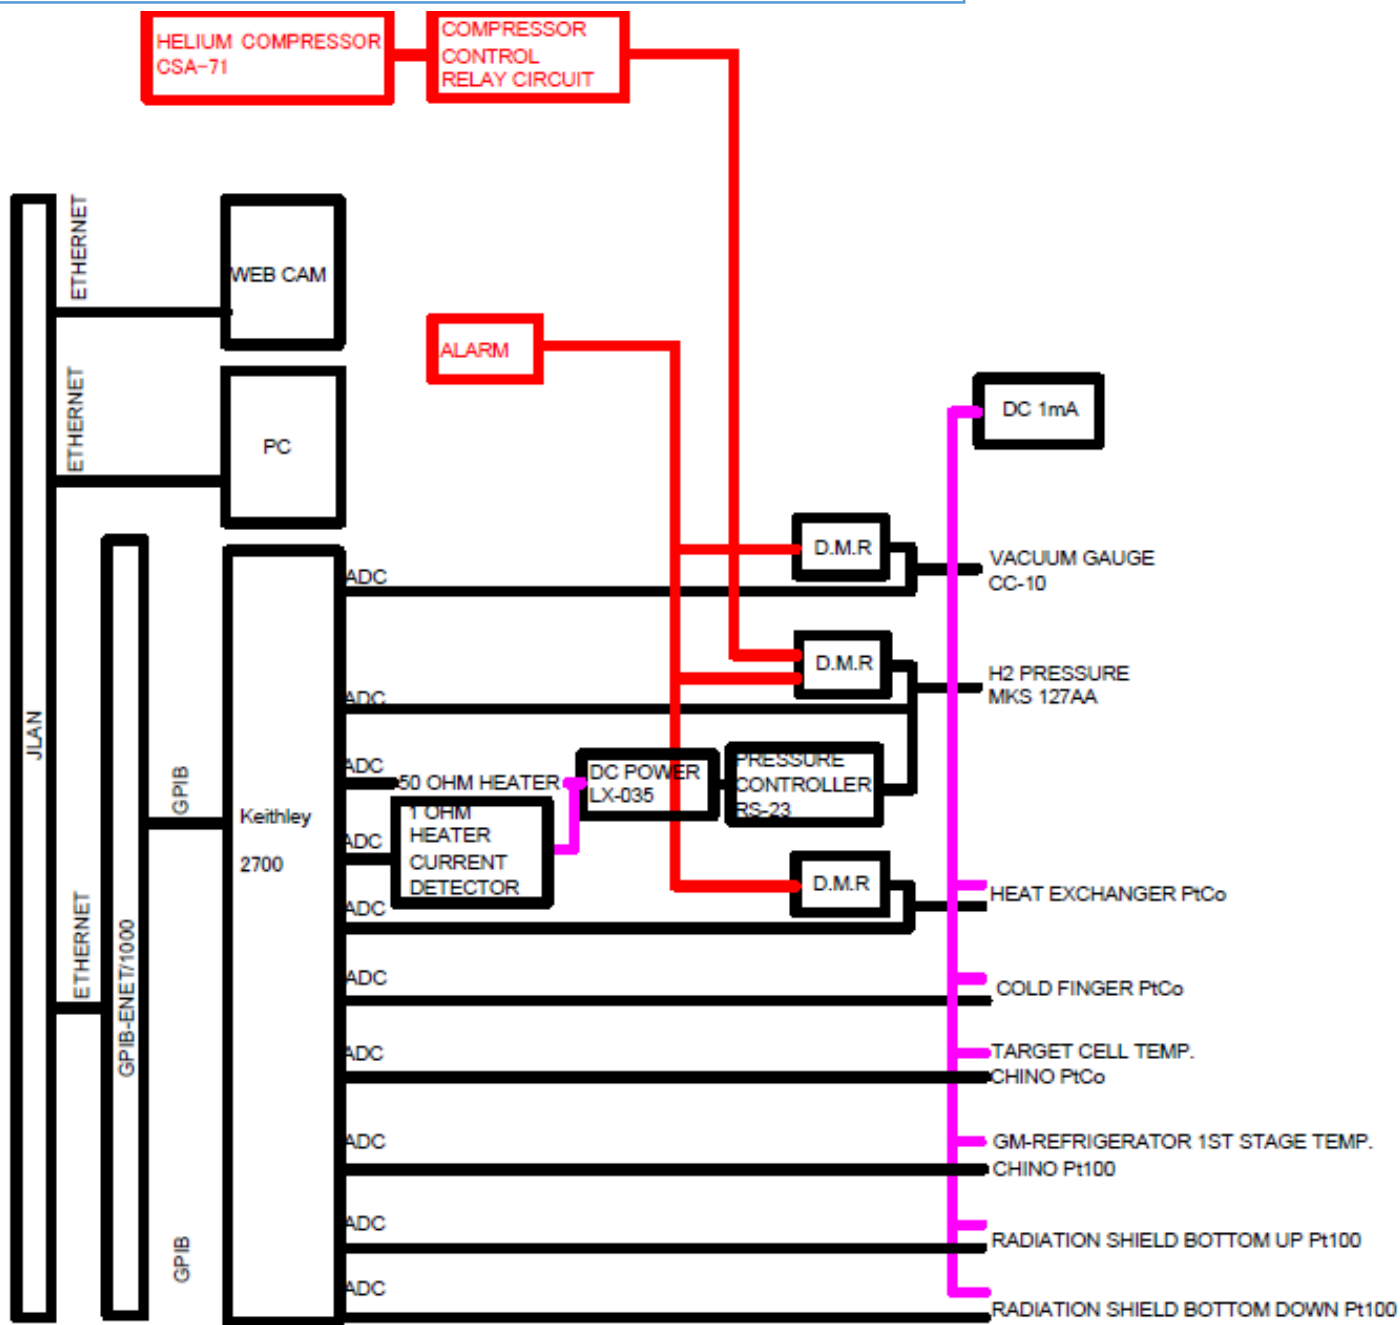 HELIUM COMPRESSOR
CSA-71
COMPRESSOR
CONTROL
RELAY CIRCUIT
ETHERNET
WEB CAM
ALARM
ETHERNET
PC
DC 1mA
D.M.R
VACUUM GAUGE
CC-10
ADC
D.M.R
H2 PRESSURE
MKS 127AA
ADC
JLAN
GPIB
Keithley
2700
ADC
50 OHM HEATER
DC POWER
LX-035
PRESSURE
CONTROLLER
RS-23
ADC
1 OHM
HEATER
CURRENT
DETECTOR
D.M.R
HEAT EXCHANGER PtCo
ADC
ETHERNET
GPIB-ENET/1000
ADC
COLD FINGER PtCo
ADC
TARGET CELL TEMP.
CHINO PtCo
ADC
GM-REFRIGERATOR 1ST STAGE TEMP.
CHINO Pt100
GPIB
ADC
RADIATION SHIELD BOTTOM UP Pt100
ADC
RADIATION SHIELD BOTTOM DOWN Pt100